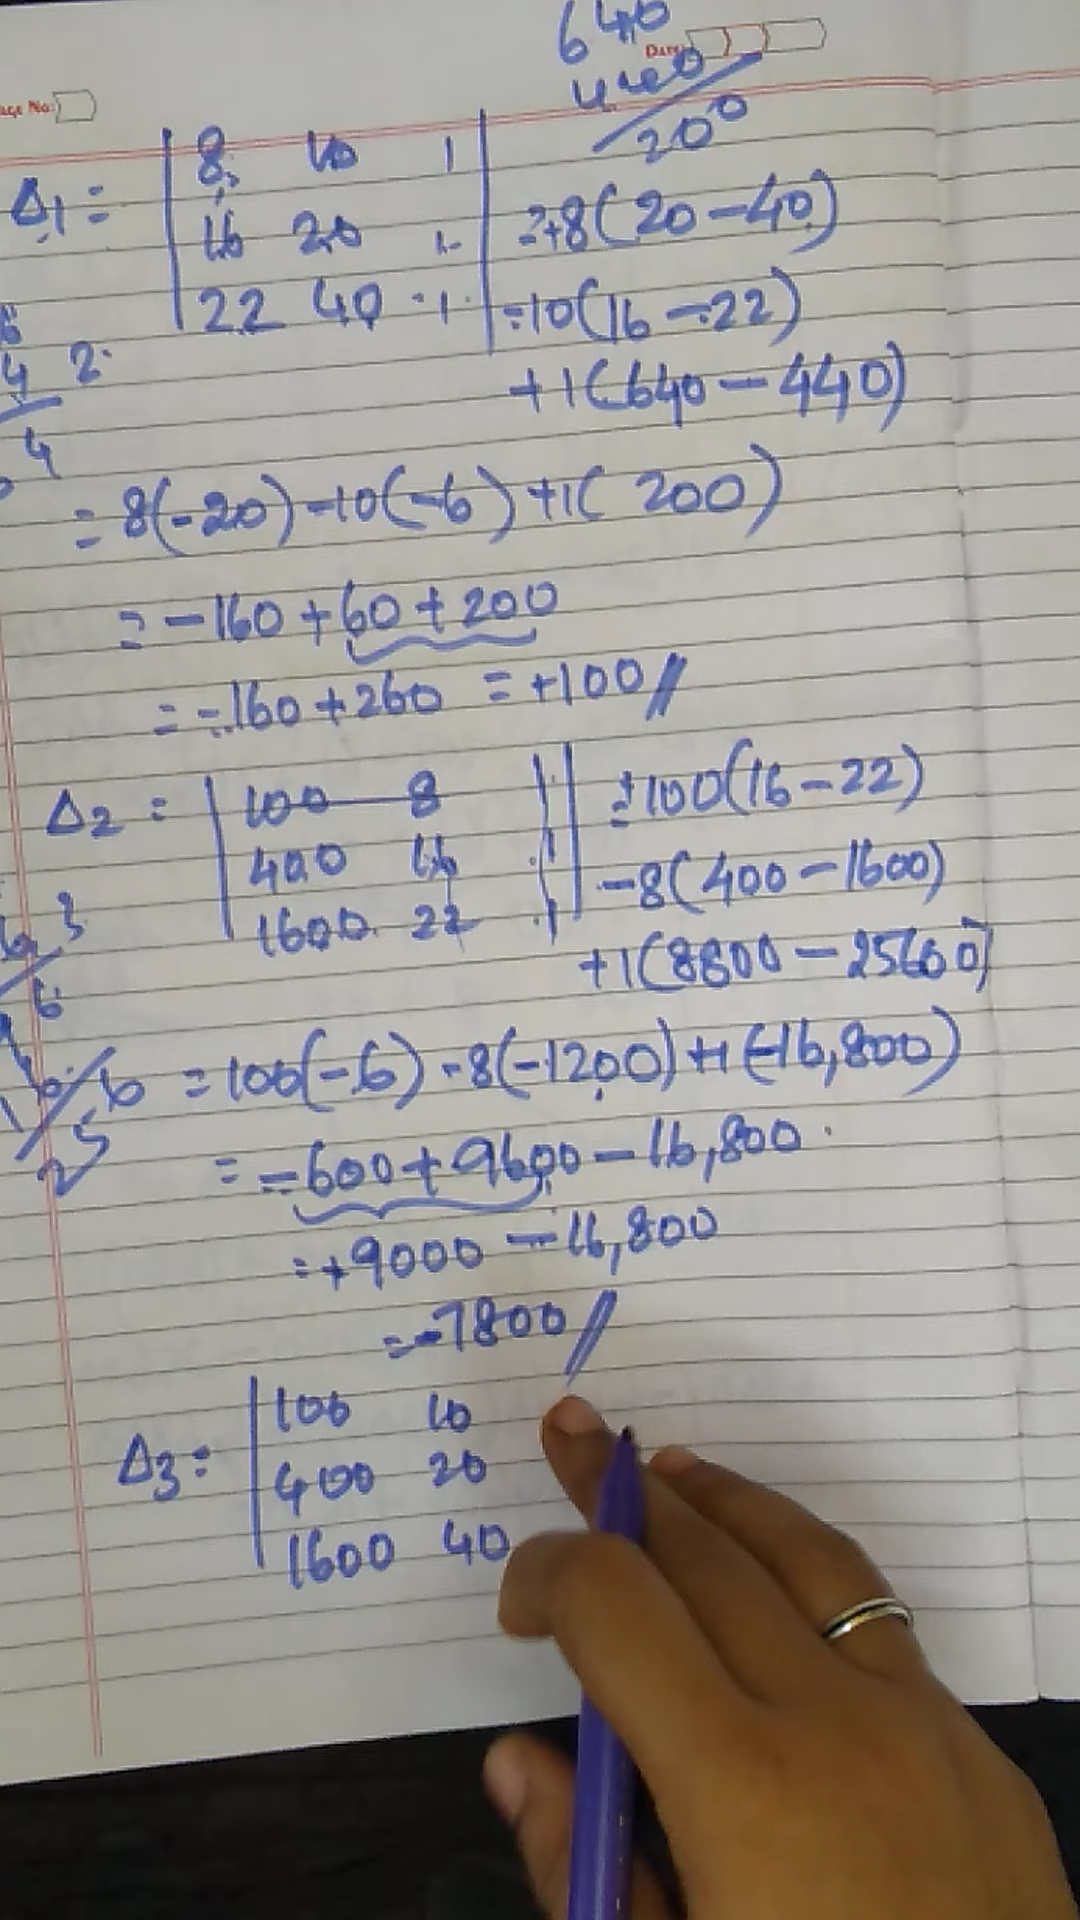 640
Date
440
200
age No:
Δ1 = | 8 10 1 | = +8(20-40)
| 16 20 1 | -10(16-22)
| 22 40 1 | +1(640-440)
= 8(-20) -10(-6) +1(200)
= -160+60+200
= -160+260 = +100//
Δ2 = | 100 8 1 | = +100(16-22)
| 400 16 1 | -8(400-1600)
| 1600 22 1 | +1(8800-25600)
= 100(-6) -8(-1200) +1(-16,800)
= -600+9600-16,800
= +9000-16,800
= -7800//
Δ3 = | 100 10
| 400 20
| 1600 40